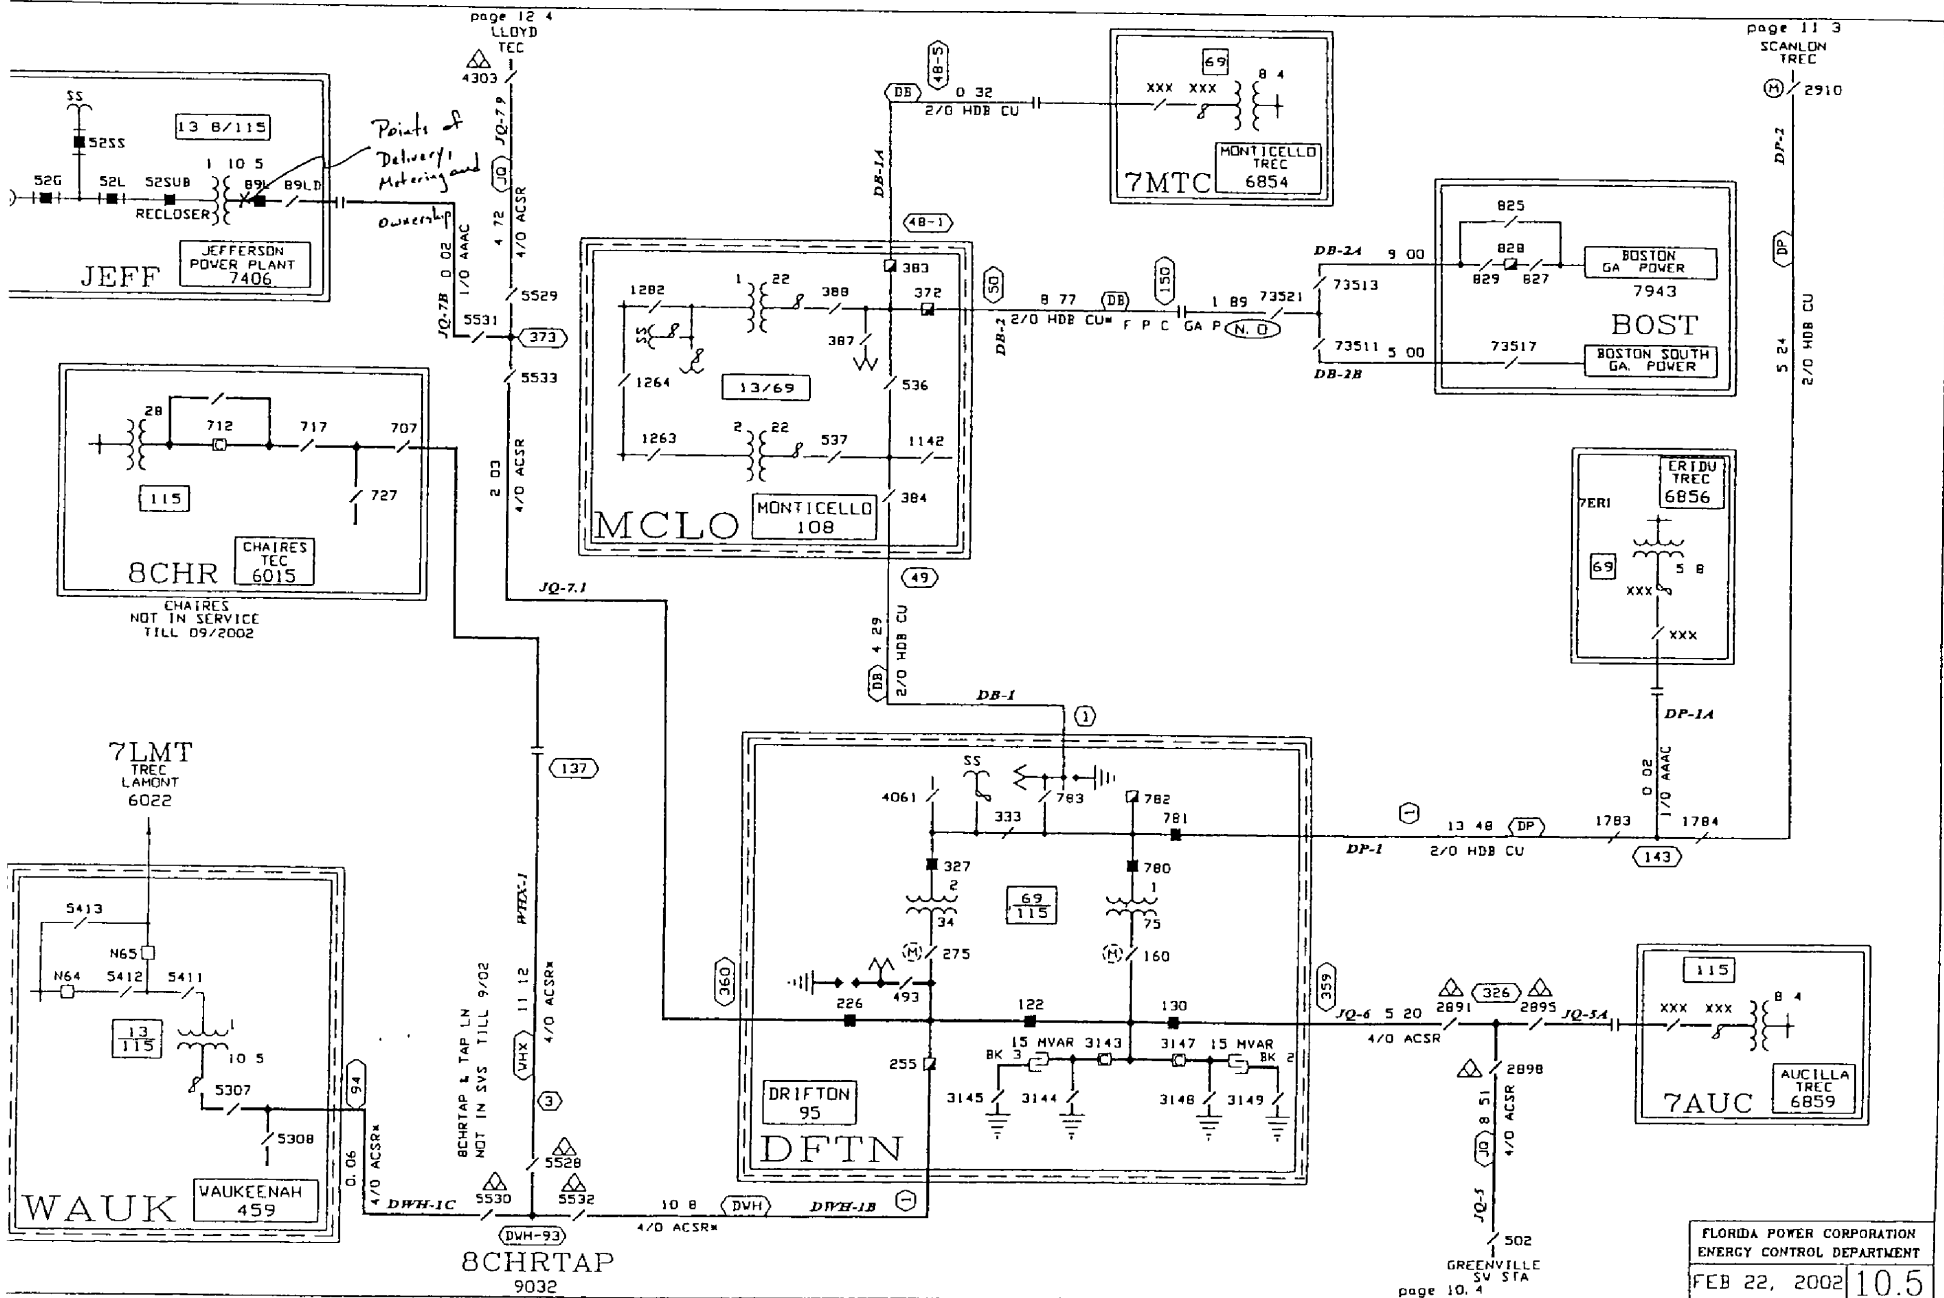 page 12 4
LLOYD
TEC
4303
JQ-7.9
JQ
4 72
4/0 ACSR
5529
5531
373
5533
JQ-7B 0 02
1/0 AAAC
2 03
4/0 ACSR
JQ-7.1
SS
52SS
13 8/115
1 10 5
52G
52L
52SUB
RECLOSER
89L
89LD
JEFFERSON
POWER PLANT
7406
JEFF
Points of
Delivery,
Metering and
Ownership
28
712
717
707
727
115
CHAIRES
TEC
6015
8CHR
CHAIRES
NOT IN SERVICE
TILL 09/2002
48-5
DB
0 32
2/0 HDB CU
DB-1A
48-1
69
8 4
XXX XXX
MONTICELLO
TREC
6854
7MTC
383
372
1282
1 22
388
SS
387
1264
13/69
536
1263
2 22
537
1142
384
MONTICELLO
108
MCLO
50
8 77
DB
150
DB-2
2/0 HDB CU*
F P C
GA P
1 89
73521
N. O
DB-2A
9 00
73513
73511
5 00
DB-2B
825
828
829
827
BOSTON
GA POWER
7943
BOST
73517
BOSTON SOUTH
GA. POWER
page 11 3
SCANLON
TREC
M
2910
DP-2
DP
5 24
2/0 HDB CU
ERIDU
TREC
6856
7ERI
69
5 8
XXX
XXX
DP-1A
0 02
1/0 AAAC
1783
1784
143
1
13 48
DP
DP-1
2/0 HDB CU
49
4 29
DB
2/0 HDB CU
DB-1
1
SS
4061
783
782
333
781
327
780
2
34
69
115
1
75
M
275
M
160
493
226
122
130
255
15 MVAR
BK 3
3143
3147
15 MVAR
BK 2
3145
3144
3148
3149
DRIFTON
95
DFTN
360
359
JQ-6
5 20
4/0 ACSR
2891
326
2895
JQ-5A
2898
115
XXX XXX
8 4
AUCILLA
TREC
6859
7AUC
JQ
8 51
4/0 ACSR
JQ-5
502
GREENVILLE
SV STA
page 10. 4
7LMT
TREC
LAMONT
6022
5413
N65
N64
5412
5411
13
115
1
10 5
5307
5308
WAUKEENAH
459
WAUK
94
0.06
4/0 ACSR*
DWH-1C
137
WHX-1
11 12
WHX
4/0 ACSR*
8CHRTAP & TAP LN
NOT IN SVS TILL 9/02
3
5528
5530
5532
10 8
DWH
DWH-1B
1
4/0 ACSR*
DWH-93
8CHRTAP
9032
FLORIDA POWER CORPORATION
ENERGY CONTROL DEPARTMENT
FEB 22, 2002
10.5